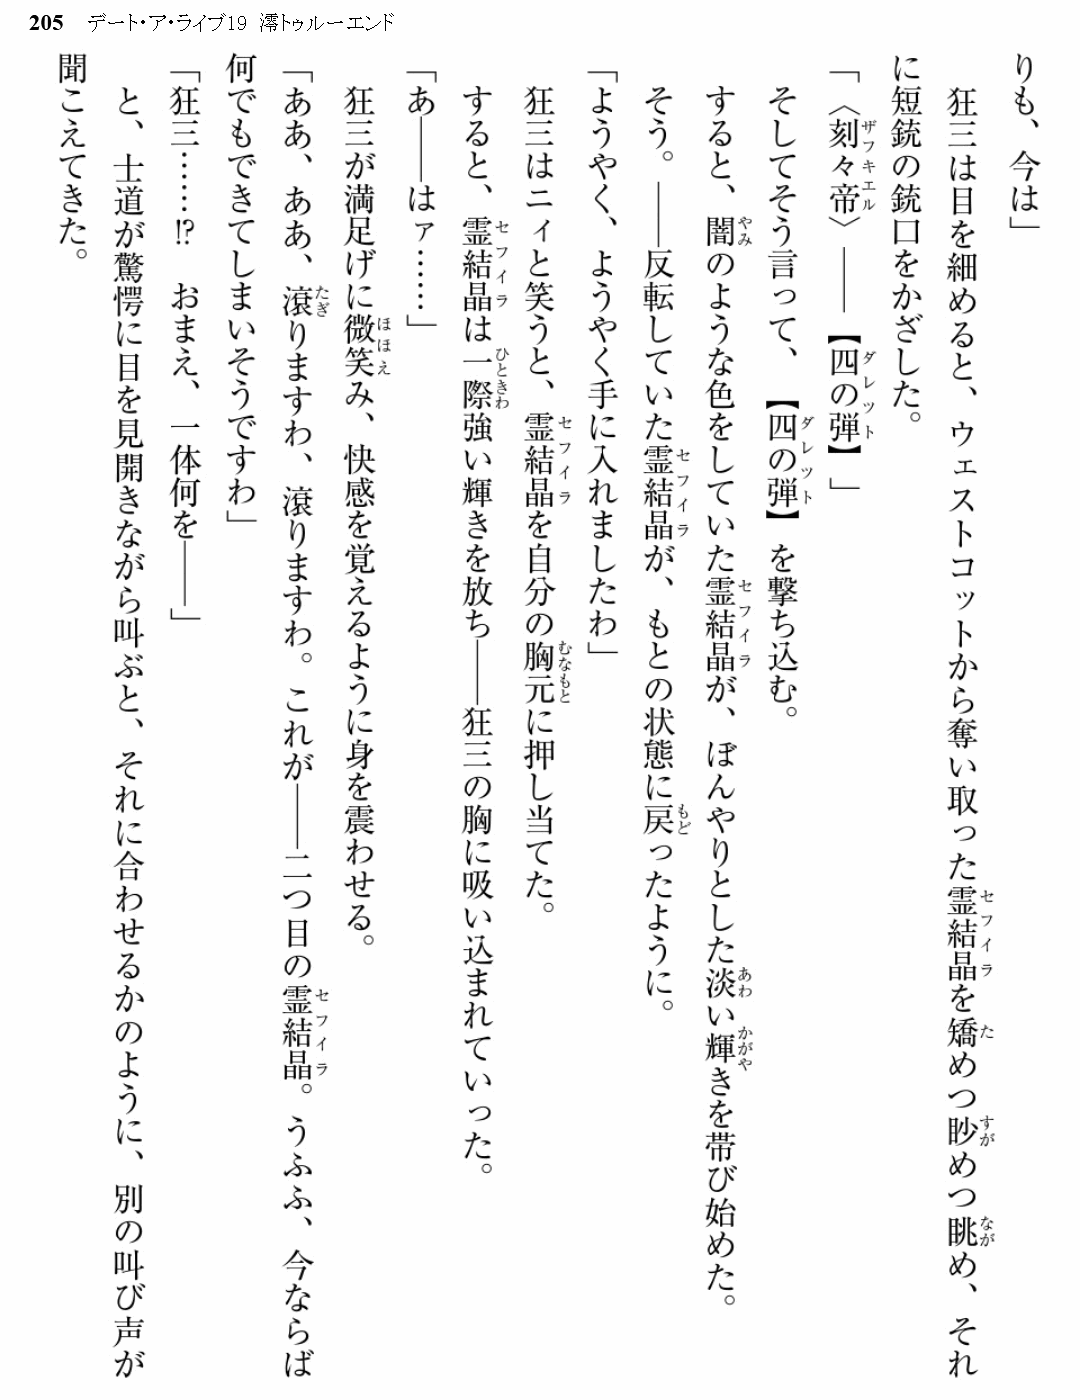 205 デート・ア・ライブ19 澪トゥルーエンド
りも、今は」
　狂三は目を細めると、ウェストコットから奪い取った霊結晶を矯めつ眇めつ眺め、それ
に短銃の銃口をかざした。
「〈刻々帝〉――【四の弾】」
　そしてそう言って、【四の弾】を撃ち込む。
　すると、闇のような色をしていた霊結晶が、ぼんやりとした淡い輝きを帯び始めた。
　そう。――反転していた霊結晶が、もとの状態に戻ったように。
「ようやく、ようやく手に入れましたわ」
　狂三はニィと笑うと、霊結晶を自分の胸元に押し当てた。
　すると、霊結晶は一際強い輝きを放ち――狂三の胸に吸い込まれていった。
「あ――はァ……」
　狂三が満足げに微笑み、快感を覚えるように身を震わせる。
「ああ、ああ、滾りますわ、滾りますわ。これが――二つ目の霊結晶。うふふ、今ならば
何でもできてしまいそうですわ」
「狂三……!?　おまえ、一体何を――」
　と、士道が驚愕に目を見開きながら叫ぶと、それに合わせるかのように、別の叫び声が
聞こえてきた。